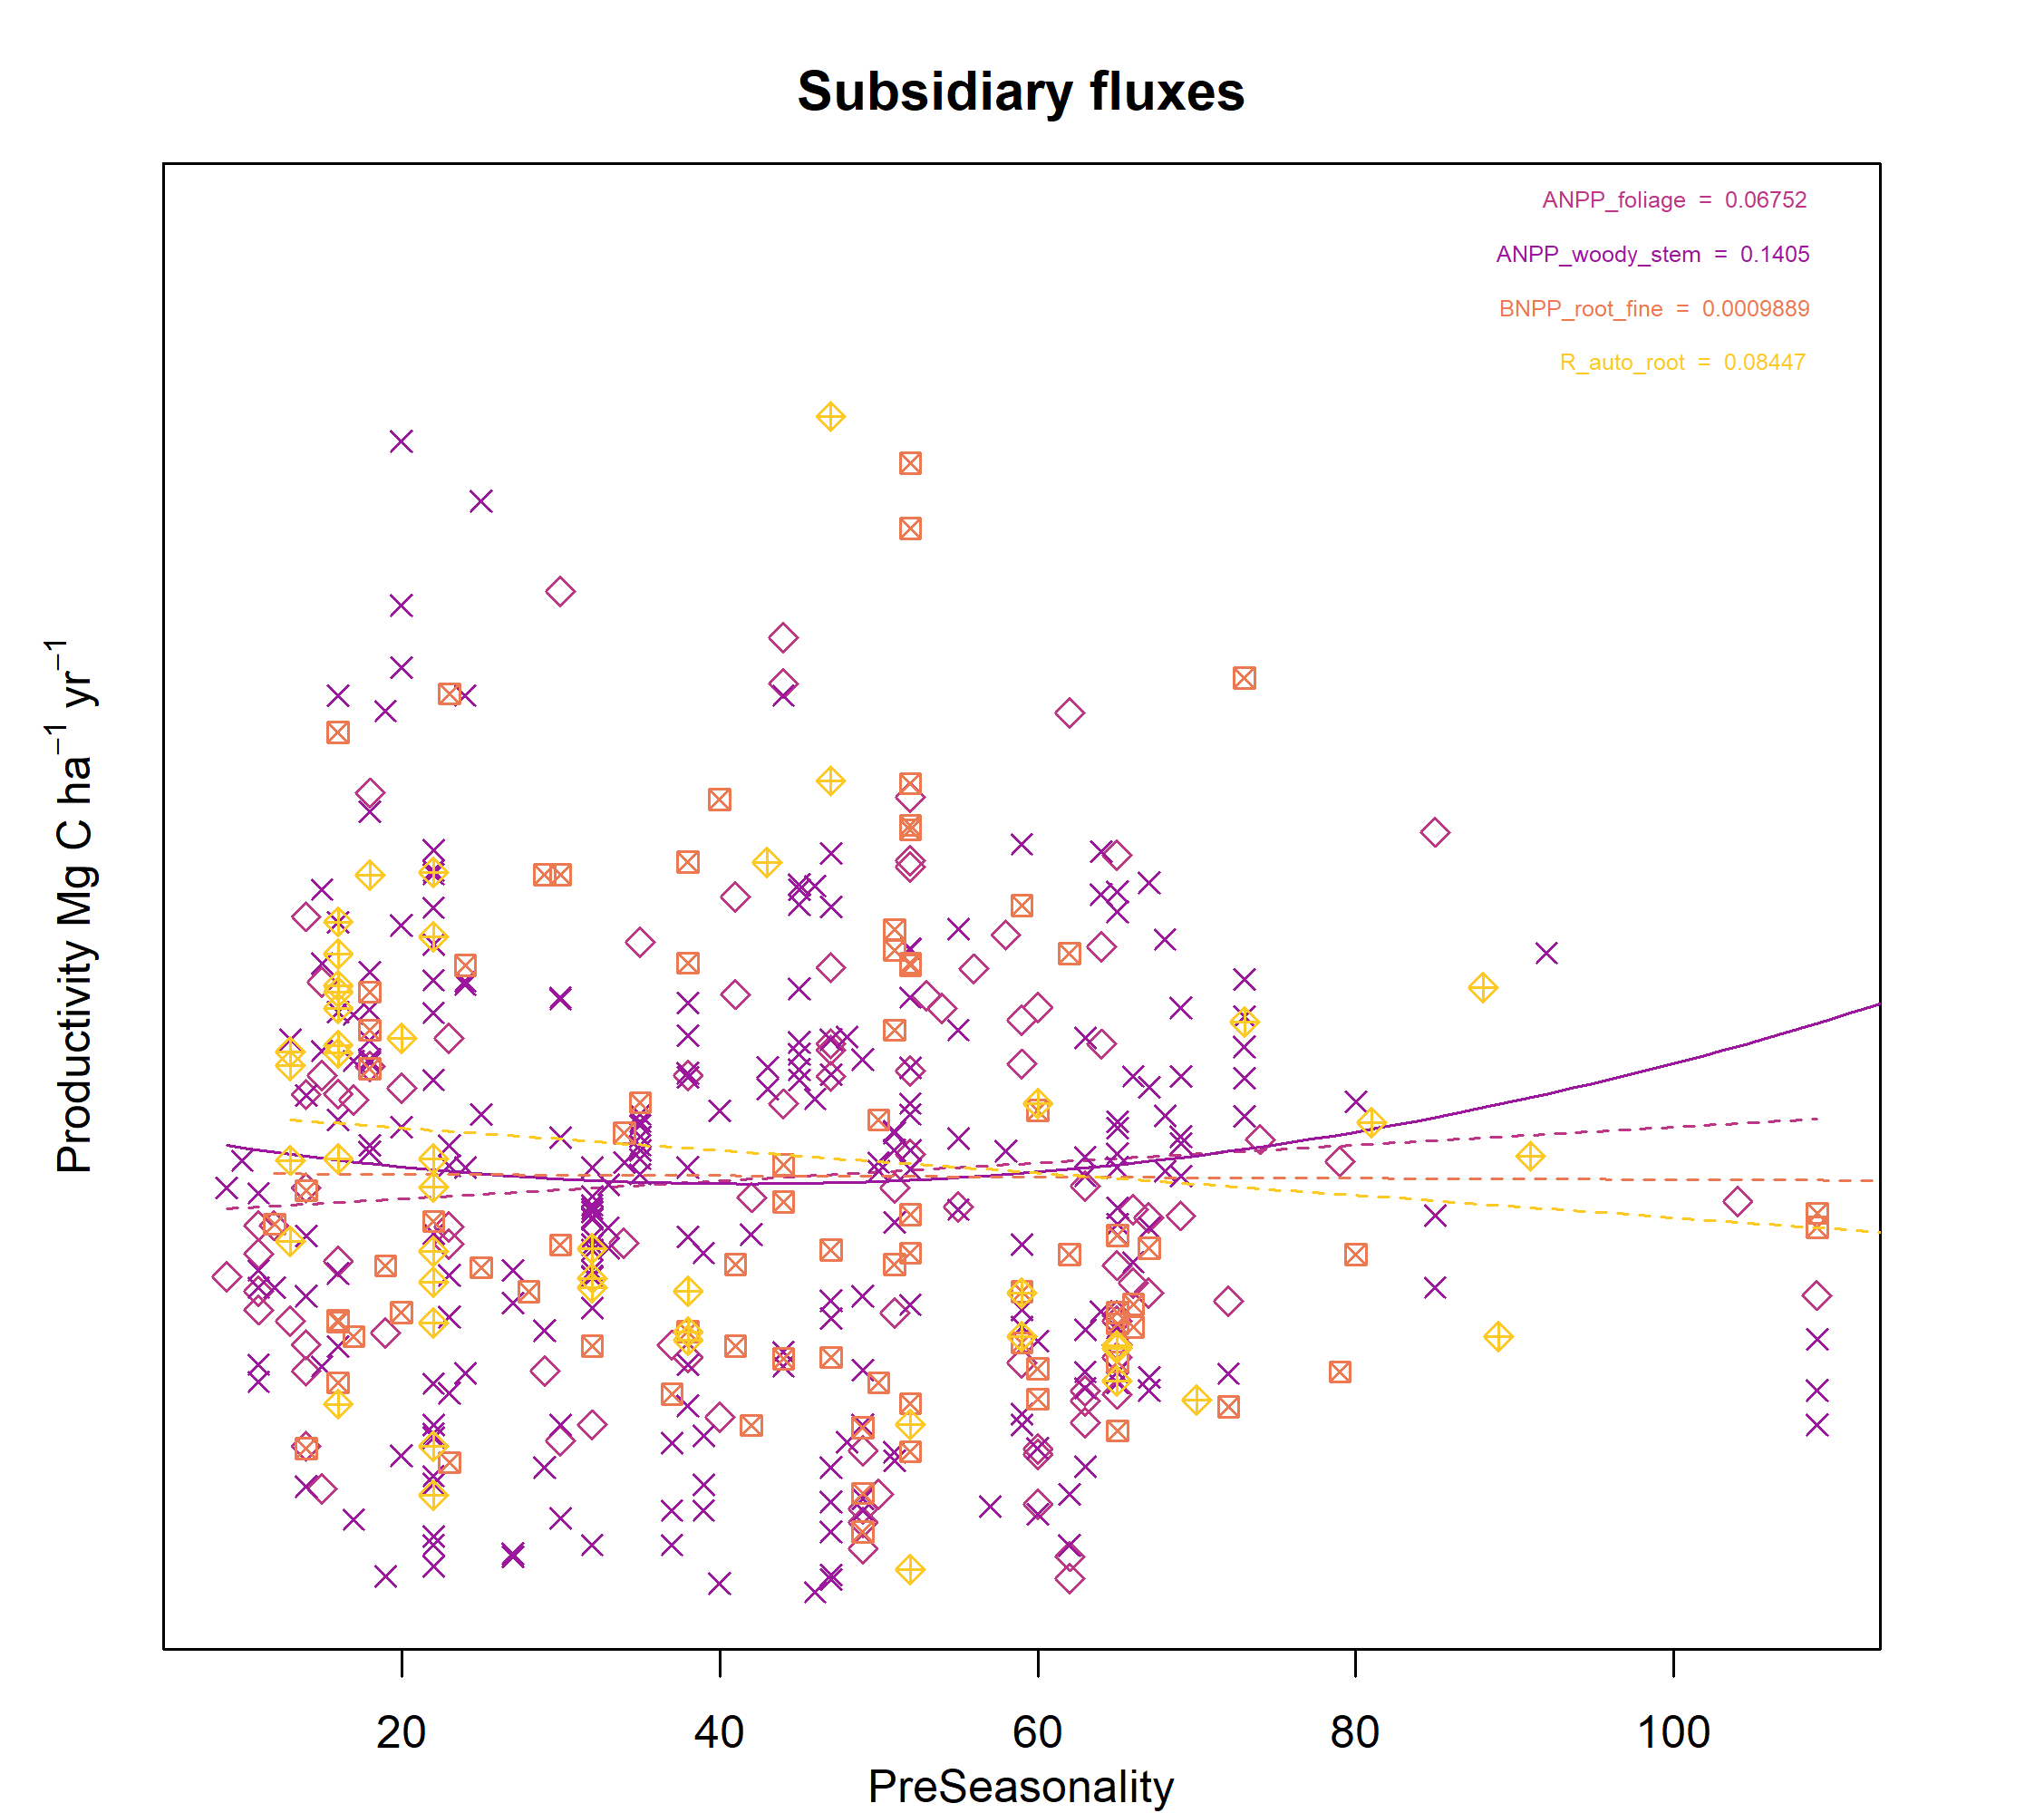 Subsidiary fluxes
ANPP_foliage = 0.06752
ANPP_woody_stem = 0.1405
BNPP_root_fine = 0.0009889
R_auto_root = 0.08447
Productivity Mg C ha⁻¹ yr⁻¹
20 40 60 80 100
PreSeasonality